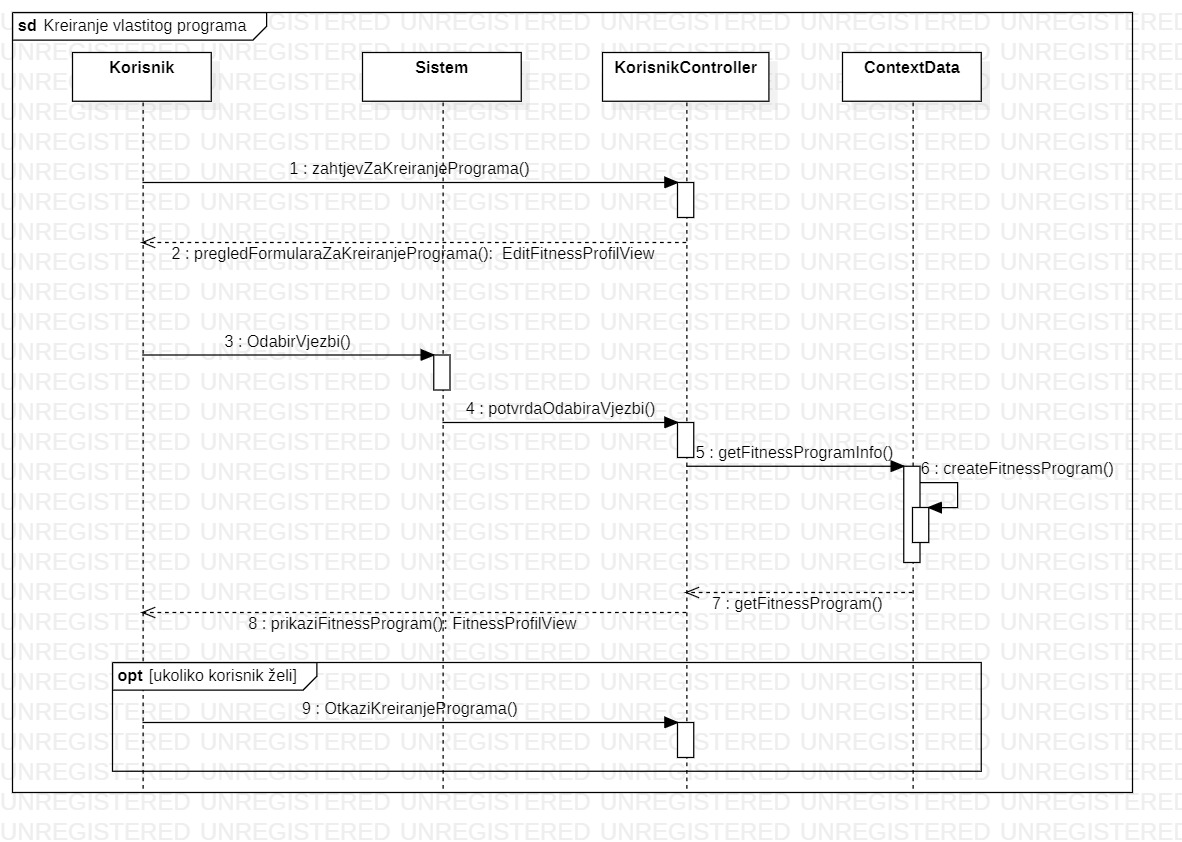 sd Kreiranje vlastitog programa
Korisnik
Sistem
KorisnikController
ContextData
1 : zahtjevZaKreiranjePrograma()
2 : pregledFormularaZaKreiranjePrograma(): EditFitnessProfilView
3 : OdabirVjezbi()
4 : potvrdaOdabiraVjezbi()
5 : getFitnessProgramInfo()
6 : createFitnessProgram()
7 : getFitnessProgram()
8 : prikaziFitnessProgram(): FitnessProfilView
opt [ukoliko korisnik želi]
9 : OtkaziKreiranjePrograma()
UNREGISTERED UNREGISTERED UNREGISTERED UNREGISTERED UNREGISTERED UNREGISTERED